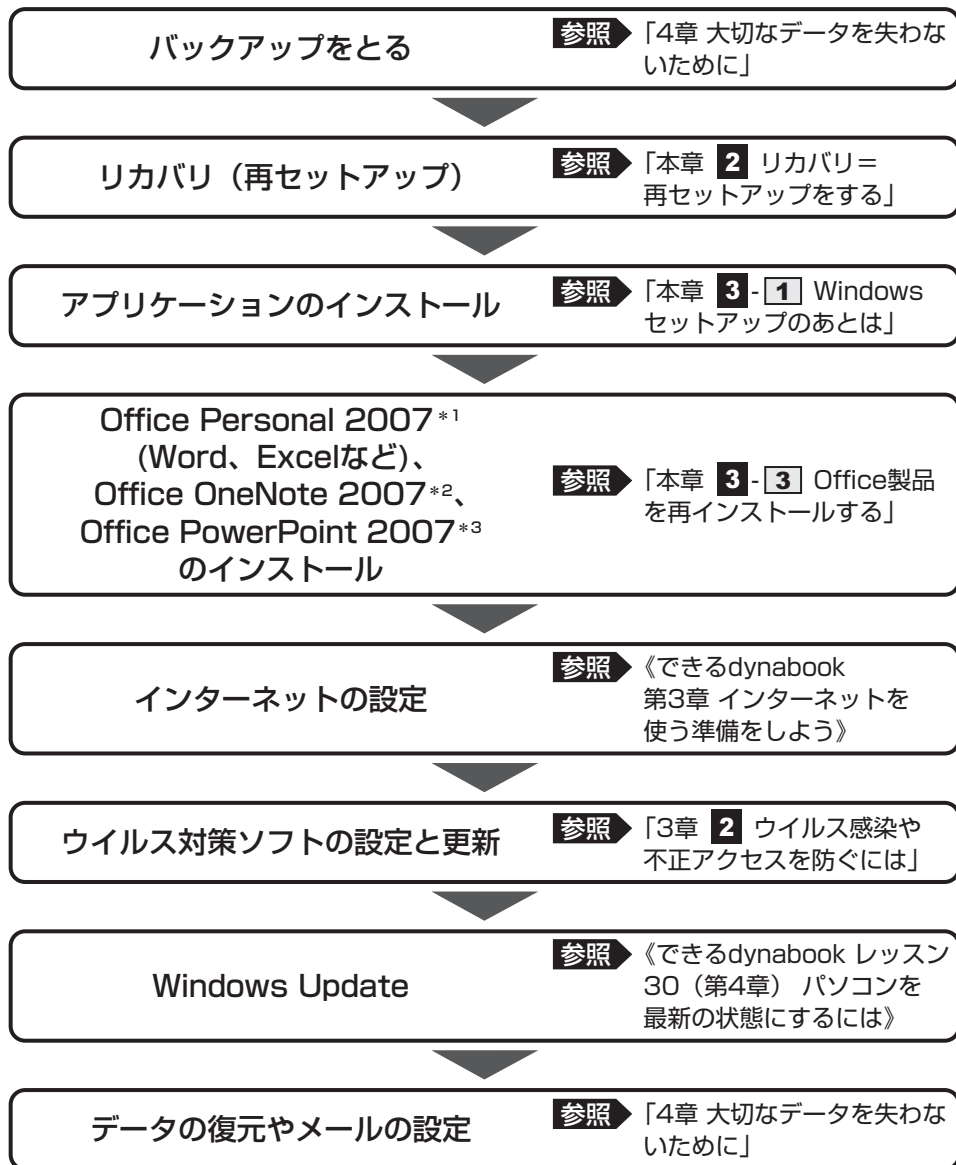 バックアップをとる
参照 「4章 大切なデータを失わな
いために」
リカバリ（再セットアップ）
参照 「本章 2 リカバリ＝
再セットアップをする」
アプリケーションのインストール
参照 「本章 3 - 1 Windows
セットアップのあとは」
Office Personal 2007*1
(Word、Excelなど)、
Office OneNote 2007*2、
Office PowerPoint 2007*3
のインストール
参照 「本章 3 - 3 Office製品
を再インストールする」
インターネットの設定
参照 《できるdynabook
第3章 インターネットを
使う準備をしよう》
ウイルス対策ソフトの設定と更新
参照 「3章 2 ウイルス感染や
不正アクセスを防ぐには」
Windows Update
参照 《できるdynabook レッスン
30（第4章） パソコンを
最新の状態にするには》
データの復元やメールの設定
参照 「4章 大切なデータを失わな
いために」